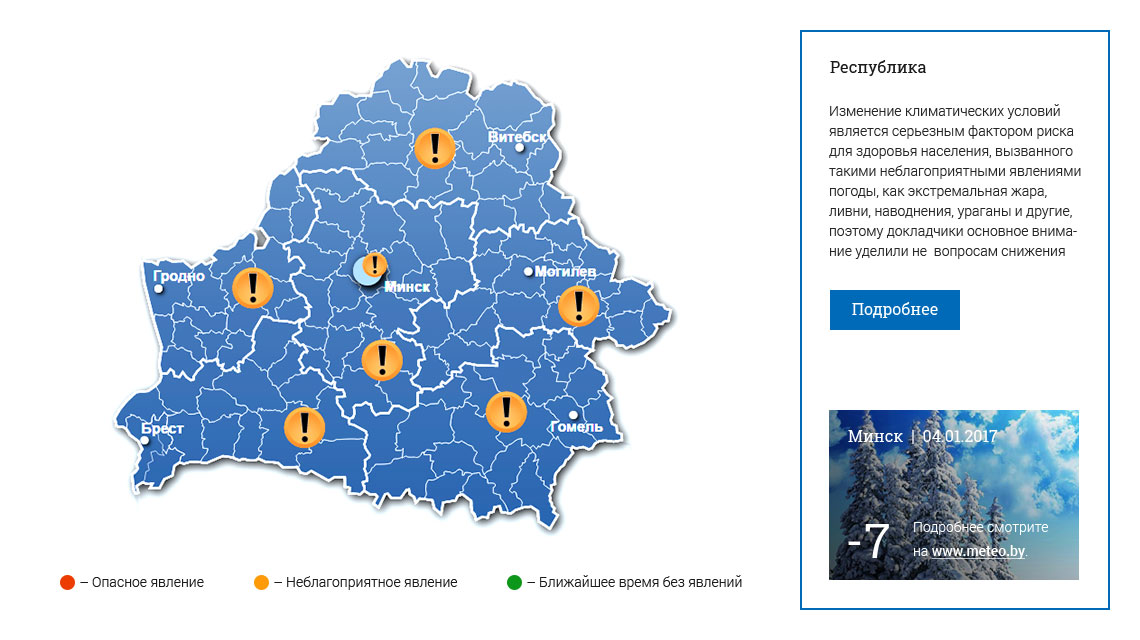 Витебск
Гродно
Могилев
Минск
Брест
Гомель
– Опасное явление
– Неблагоприятное явление
– Ближайшее время без явлений
Республика
Изменение климатических условий
является серьезным фактором риска
для здоровья населения, вызванного
такими неблагоприятными явлениями
погоды, как экстремальная жара,
ливни, наводнения, ураганы и другие,
поэтому докладчики основное внима-
ние уделили не вопросам снижения
Подробнее
Минск | 04.01.2017
-7
Подробнее смотрите
на www.meteo.by.